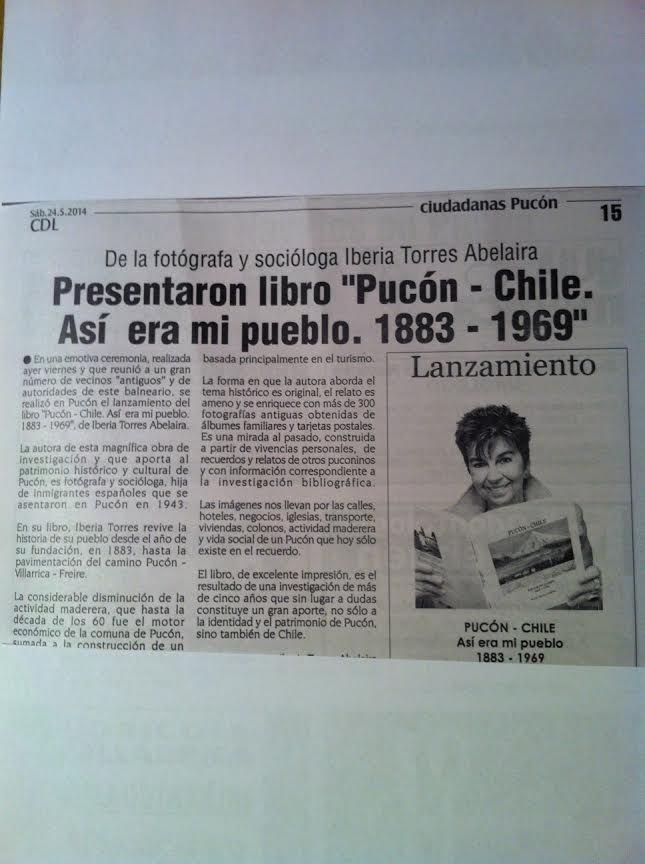 Sáb.24.5.2014
CDL
ciudadanas Pucón
15
De la fotógrafa y socióloga Iberia Torres Abelaira
Presentaron libro "Pucón - Chile.
Así era mi pueblo. 1883 - 1969"
● En una emotiva ceremonia, realizada
ayer viernes y que reunió a un gran
número de vecinos "antiguos" y de
autoridades de este balneario, se
realizó en Pucón el lanzamiento del
libro "Pucón - Chile. Así era mi pueblo.
1883 - 1969", de Iberia Torres Abelaira.
La autora de esta magnífica obra de
investigación y que aporta al
patrimonio histórico y cultural de
Pucón, es fotógrafa y socióloga, hija
de inmigrantes españoles que se
asentaron en Pucón en 1943.
En su libro, Iberia Torres revive la
historia de su pueblo desde el año de
su fundación, en 1883, hasta la
pavimentación del camino Pucón -
Villarrica - Freire.
La considerable disminución de la
actividad maderera, que hasta la
década de los 60 fue el motor
económico de la comuna de Pucón,
sumada a la construcción de un
basada principalmente en el turismo.
La forma en que la autora aborda el
tema histórico es original, el relato es
ameno y se enriquece con más de 300
fotografías antiguas obtenidas de
álbumes familiares y tarjetas postales.
Es una mirada al pasado, construida
a partir de vivencias personales, de
recuerdos y relatos de otros puconinos
y con información correspondiente a
la investigación bibliográfica.
Las imágenes nos llevan por las calles,
hoteles, negocios, iglesias, transporte,
viviendas, colonos, actividad maderera
y vida social de un Pucón que hoy sólo
existe en el recuerdo.
El libro, de excelente impresión, es el
resultado de una investigación de más
de cinco años que sin lugar a dudas
constituye un gran aporte, no sólo a
la identidad y el patrimonio de Pucón,
sino también de Chile.
Lanzamiento
PUCÓN - CHILE
PUCÓN - CHILE
Así era mi pueblo
1883 - 1969